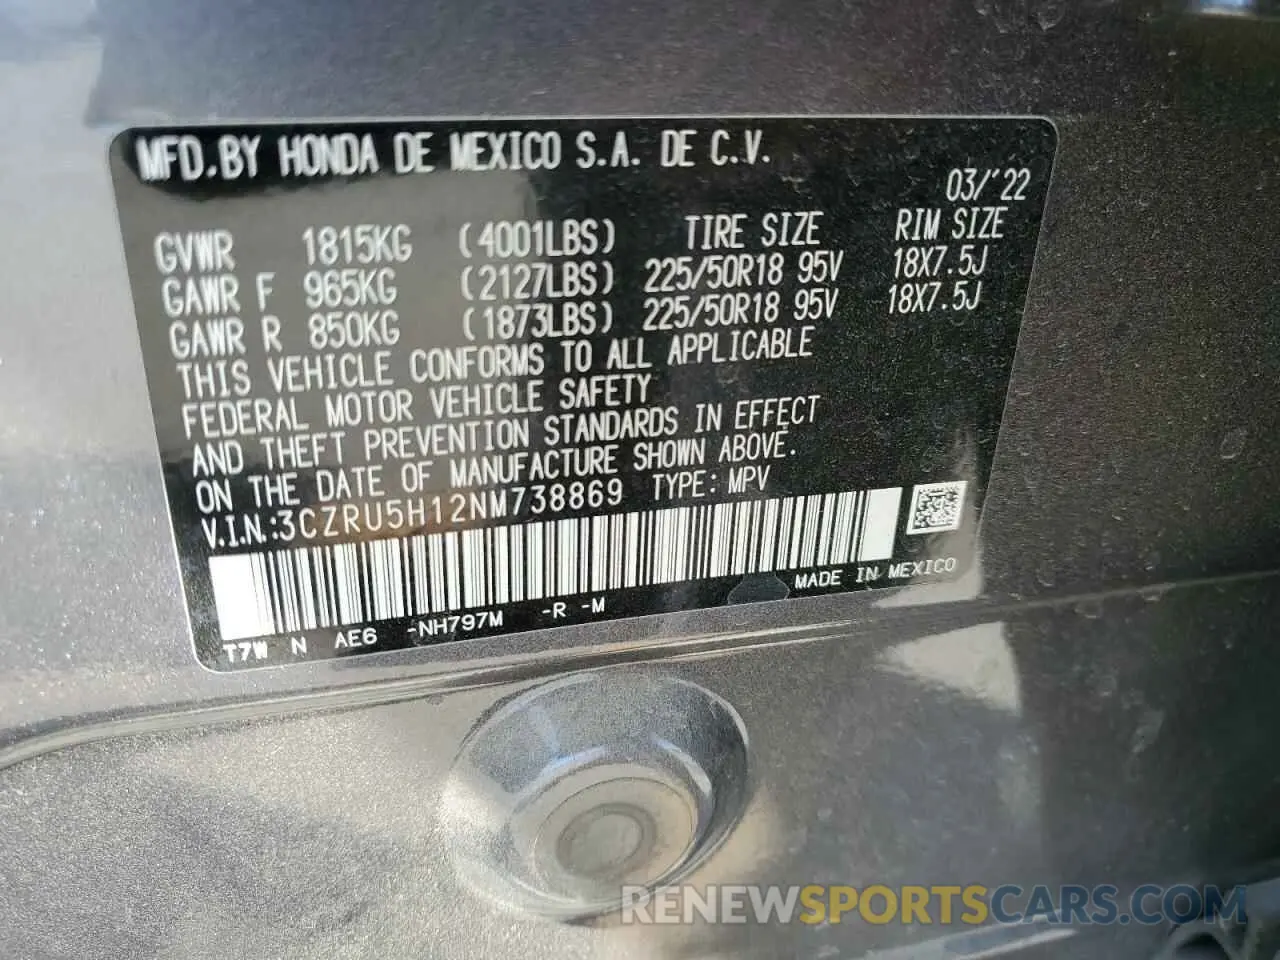 MFD.BY HONDA DE MEXICO S.A. DE C.V.
03/'22
GVWR 1815KG (4001LBS) TIRE SIZE RIM SIZE
GAWR F 965KG (2127LBS) 225/50R18 95V 18X7.5J
GAWR R 850KG (1873LBS) 225/50R18 95V 18X7.5J
THIS VEHICLE CONFORMS TO ALL APPLICABLE
FEDERAL MOTOR VEHICLE SAFETY
AND THEFT PREVENTION STANDARDS IN EFFECT
ON THE DATE OF MANUFACTURE SHOWN ABOVE.
V.I.N.:3CZRU5H12NM738869 TYPE: MPV
MADE IN MEXICO
T7W N AE6 -NH797M -R -M
RENEWSPORTSCARS.COM